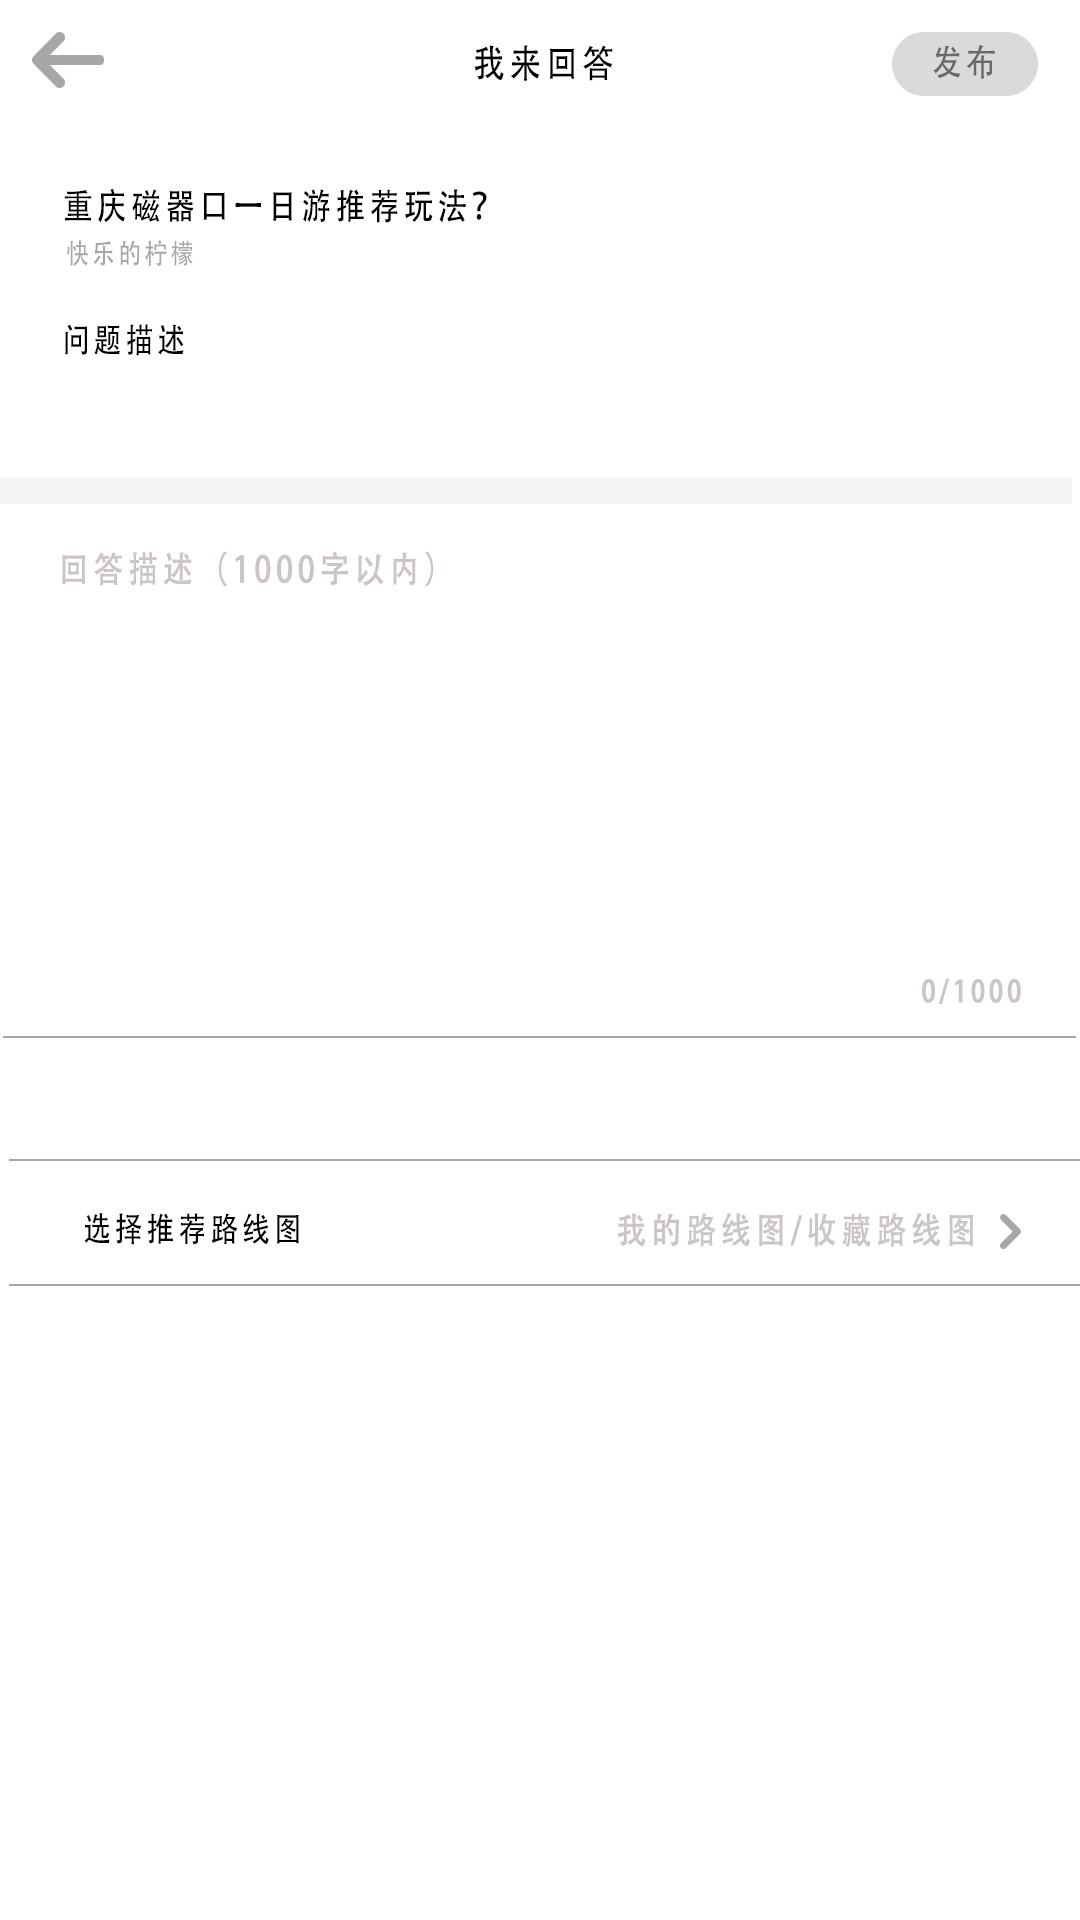 我来回答
发布
重庆磁器口一日游推荐玩法?
快乐的柠檬
问题描述
回答描述（1000字以内）
0/1000
选择推荐路线图
我的路线图/收藏路线图